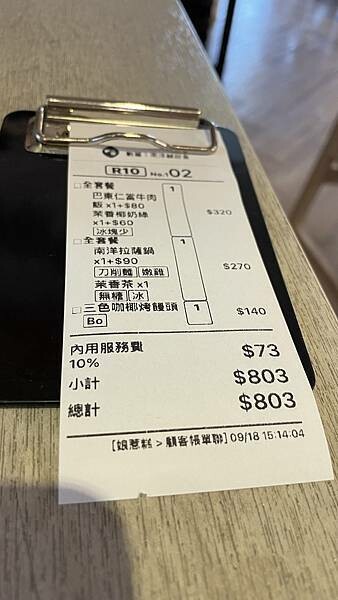 R10 No.102
□全套餐 1
巴東仁當牛肉
飯 x1+$80 $320
茉香椰奶綠
x1+$60
冰塊少
□全套餐 1
南洋拉薩鍋
x1+$90 $270
刀削麵 嫩雞
茉香茶 x1
無糖 冰
□三色咖椰烤饅頭 1 $140
Bo
內用服務費 $73
10%
小計 $803
總計 $803
[娘惹料 > 顧客對單聯] 09/18 15:14:04